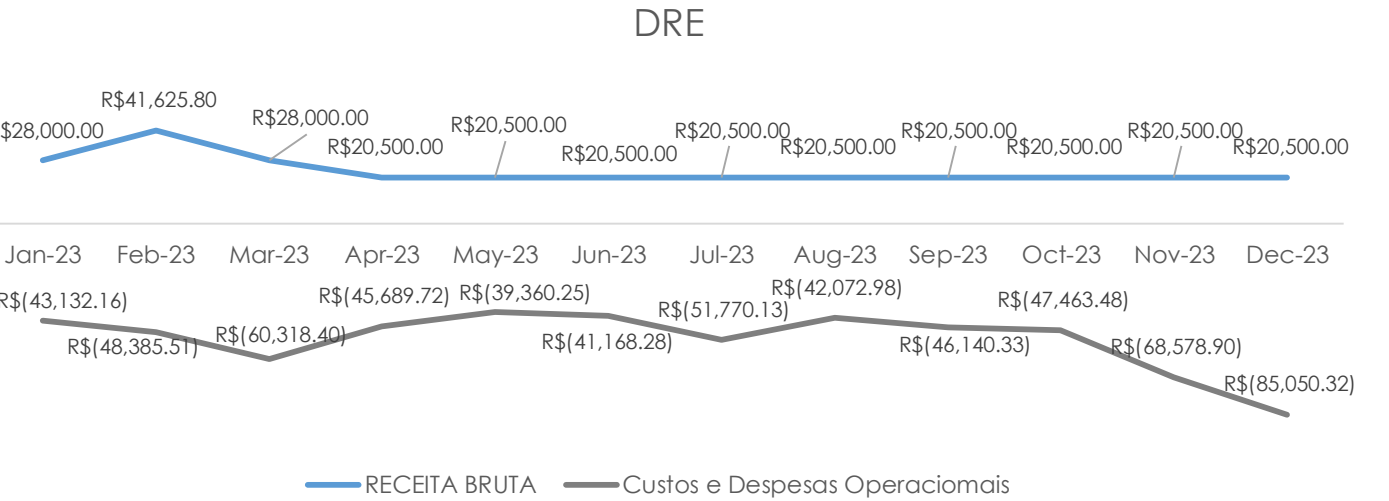 DRE
R$41,625.80
$28,000.00
R$28,000.00
R$20,500.00
R$20,500.00
R$20,500.00
R$20,500.00
R$20,500.00
R$20,500.00
R$20,500.00
R$20,500.00
R$20,500.00
Jan-23 Feb-23 Mar-23 Apr-23 May-23 Jun-23 Jul-23 Aug-23 Sep-23 Oct-23 Nov-23 Dec-23
R$(43,132.16)
R$(48,385.51)
R$(60,318.40)
R$(45,689.72)
R$(39,360.25)
R$(41,168.28)
R$(51,770.13)
R$(42,072.98)
R$(46,140.33)
R$(47,463.48)
R$(68,578.90)
R$(85,050.32)
RECEITA BRUTA Custos e Despesas Operaciomais